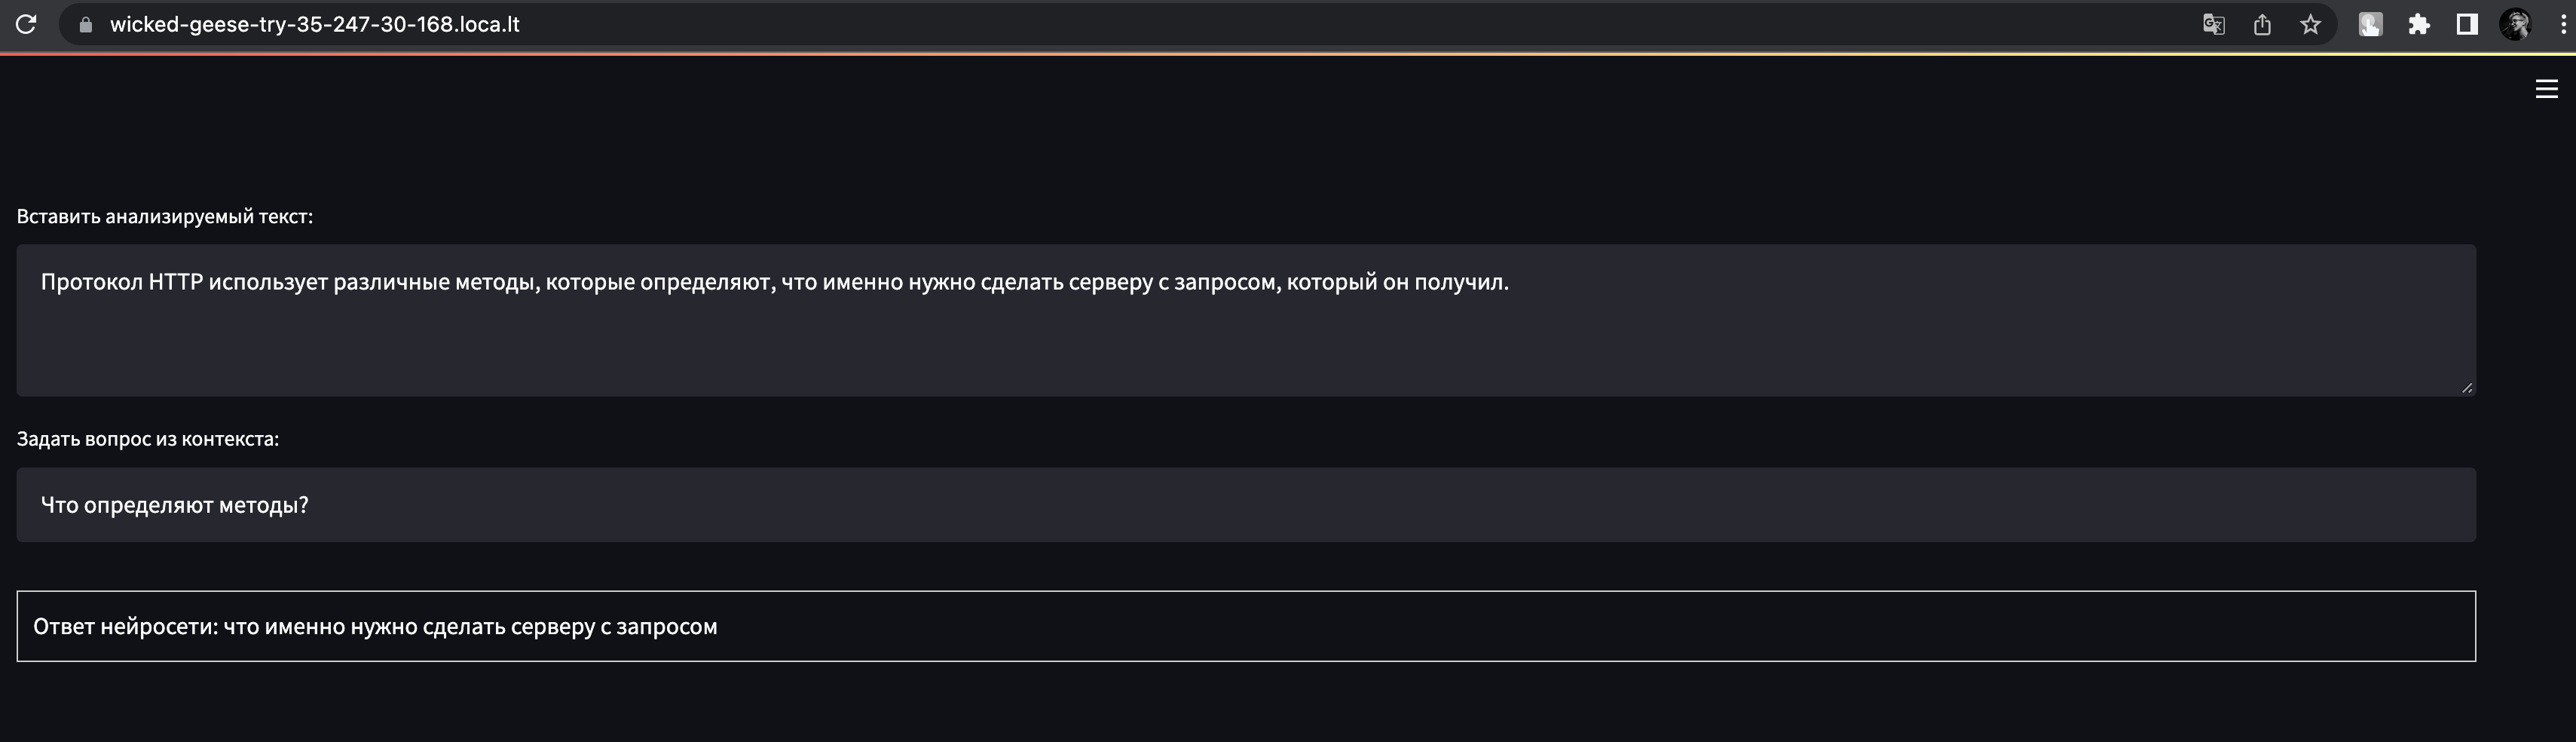 wicked-geese-try-35-247-30-168.loca.lt
Вставить анализируемый текст:
Протокол HTTP использует различные методы, которые определяют, что именно нужно сделать серверу с запросом, который он получил.
Задать вопрос из контекста:
Что определяют методы?
Ответ нейросети: что именно нужно сделать серверу с запросом